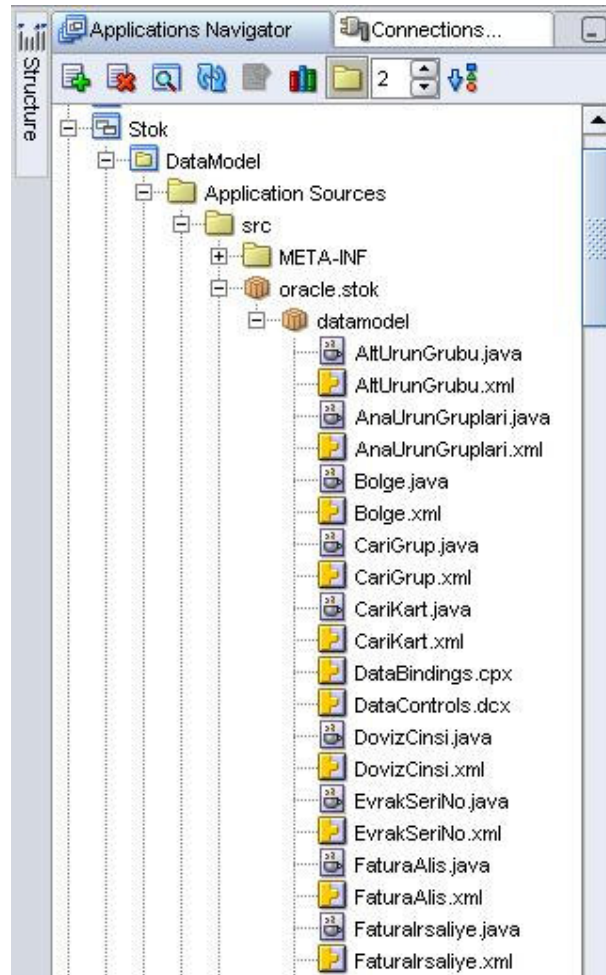 Structure
Applications Navigator
Connections...
2
Stok
DataModel
Application Sources
src
META-INF
oracle.stok
datamodel
AltUrunGrubu.java
AltUrunGrubu.xml
AnaUrunGruplari.java
AnaUrunGruplari.xml
Bolge.java
Bolge.xml
CariGrup.java
CariGrup.xml
CariKart.java
CariKart.xml
DataBindings.cpx
DataControls.dcx
DovizCinsi.java
DovizCinsi.xml
EvrakSeriNo.java
EvrakSeriNo.xml
FaturaAlis.java
FaturaAlis.xml
FaturaIrsaliye.java
FaturaIrsaliye.xml